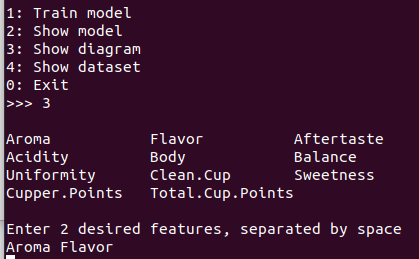 1: Train model
2: Show model
3: Show diagram
4: Show dataset
0: Exit
>>> 3
Aroma Flavor Aftertaste
Acidity Body Balance
Uniformity Clean.Cup Sweetness
Cupper.Points Total.Cup.Points
Enter 2 desired features, separated by space
Aroma Flavor